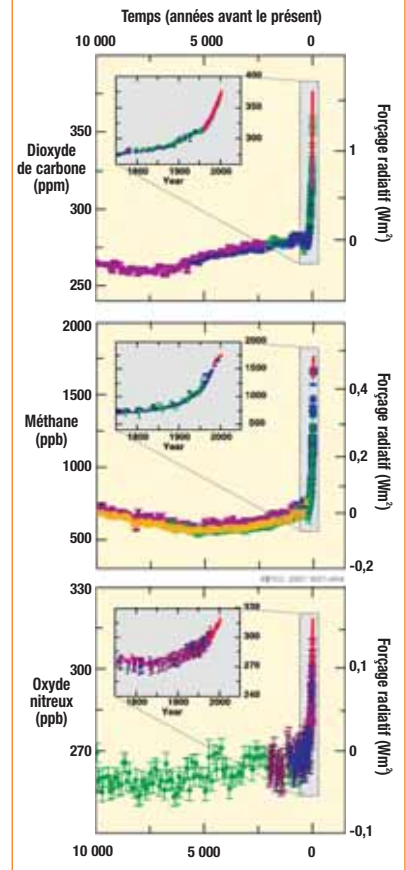 Temps (années avant le présent)
10 000 5 000 0
400
350
300
1800 1900 2000
Year
350
300
250
Dioxyde
de carbone
(ppm)
1
0
Forçage radiatif (Wm²)
2000
1500
1000
500
1800 1900 2000
Year
2000
1500
1000
500
Méthane
(ppb)
0,4
0,2
0
-0,2
Forçage radiatif (Wm²)
330
300
270
240
1800 1900 2000
Year
330
300
270
Oxyde
nitreux
(ppb)
0,1
0
-0,1
Forçage radiatif (Wm²)
10 000 5 000 0